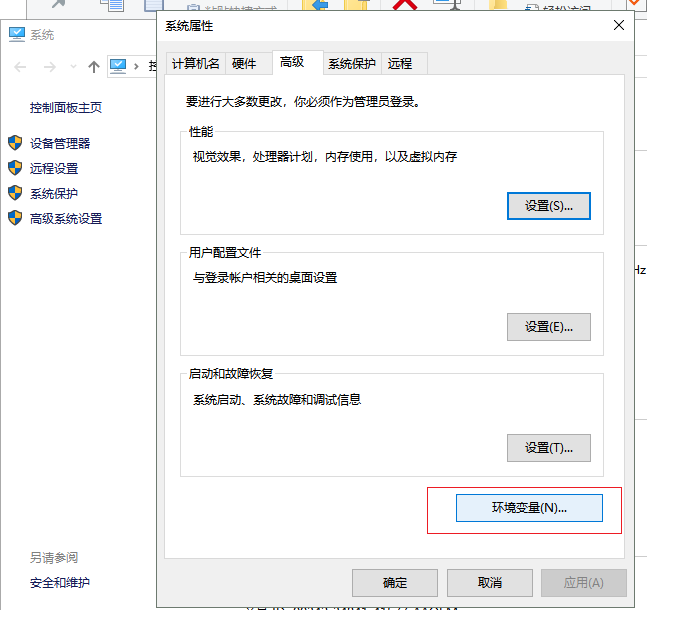 系统属性
系统
计算机名
硬件
高级
系统保护
远程
要进行大多数更改，你必须作为管理员登录。
性能
视觉效果，处理器计划，内存使用，以及虚拟内存
设置(S)...
用户配置文件
与登录帐户相关的桌面设置
设置(E)...
启动和故障恢复
系统启动、系统故障和调试信息
设置(T)...
环境变量(N)...
确定
取消
应用(A)
控制面板主页
设备管理器
远程设置
系统保护
高级系统设置
另请参阅
安全和维护
Hz